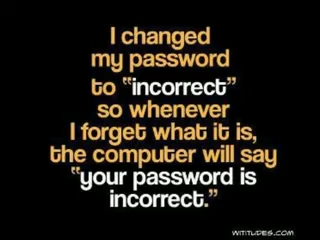 I changed
my password
to “incorrect”
so whenever
I forget what it is,
the computer will say
“your password is
incorrect.”
WITITUDES.COM